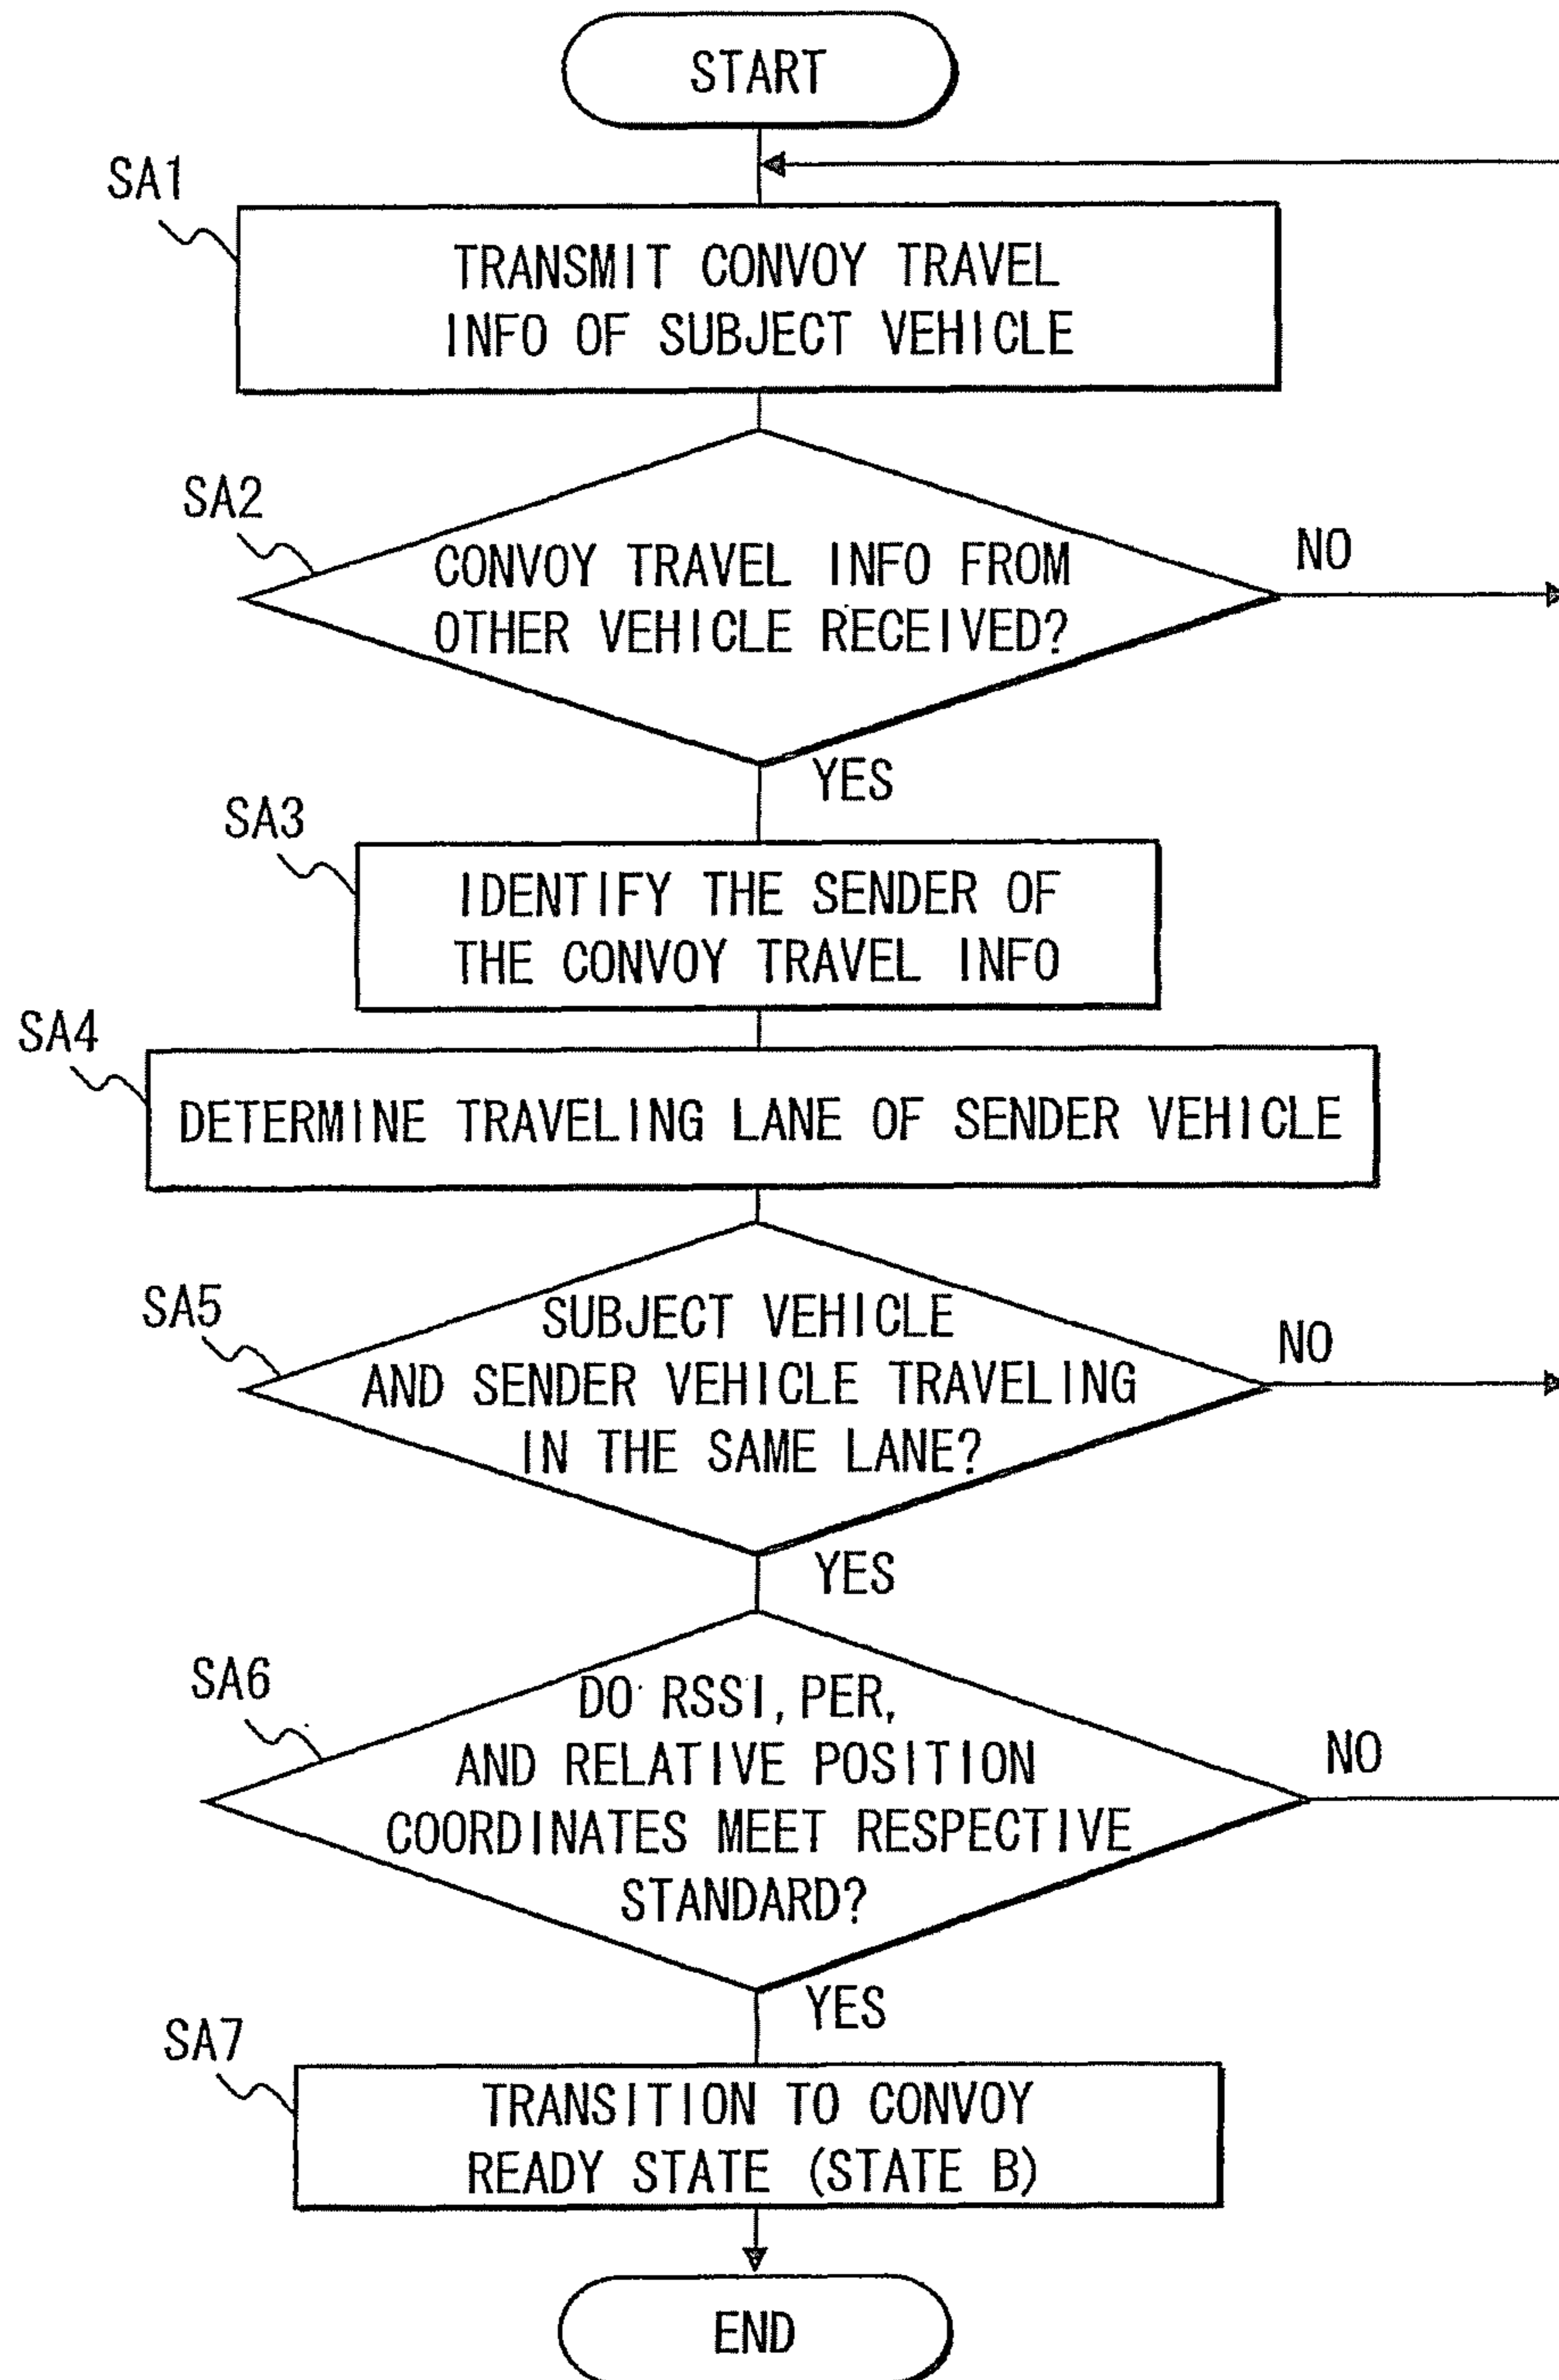 START
SA1
TRANSMIT CONVOY TRAVEL
INFO OF SUBJECT VEHICLE
SA2
CONVOY TRAVEL INFO FROM
OTHER VEHICLE RECEIVED?
NO
YES
SA3
IDENTIFY THE SENDER OF
THE CONVOY TRAVEL INFO
SA4
DETERMINE TRAVELING LANE OF SENDER VEHICLE
SA5
SUBJECT VEHICLE
AND SENDER VEHICLE TRAVELING
IN THE SAME LANE?
NO
YES
SA6
DO RSSI, PER,
AND RELATIVE POSITION
COORDINATES MEET RESPECTIVE
STANDARD?
NO
YES
SA7
TRANSITION TO CONVOY
READY STATE (STATE B)
END